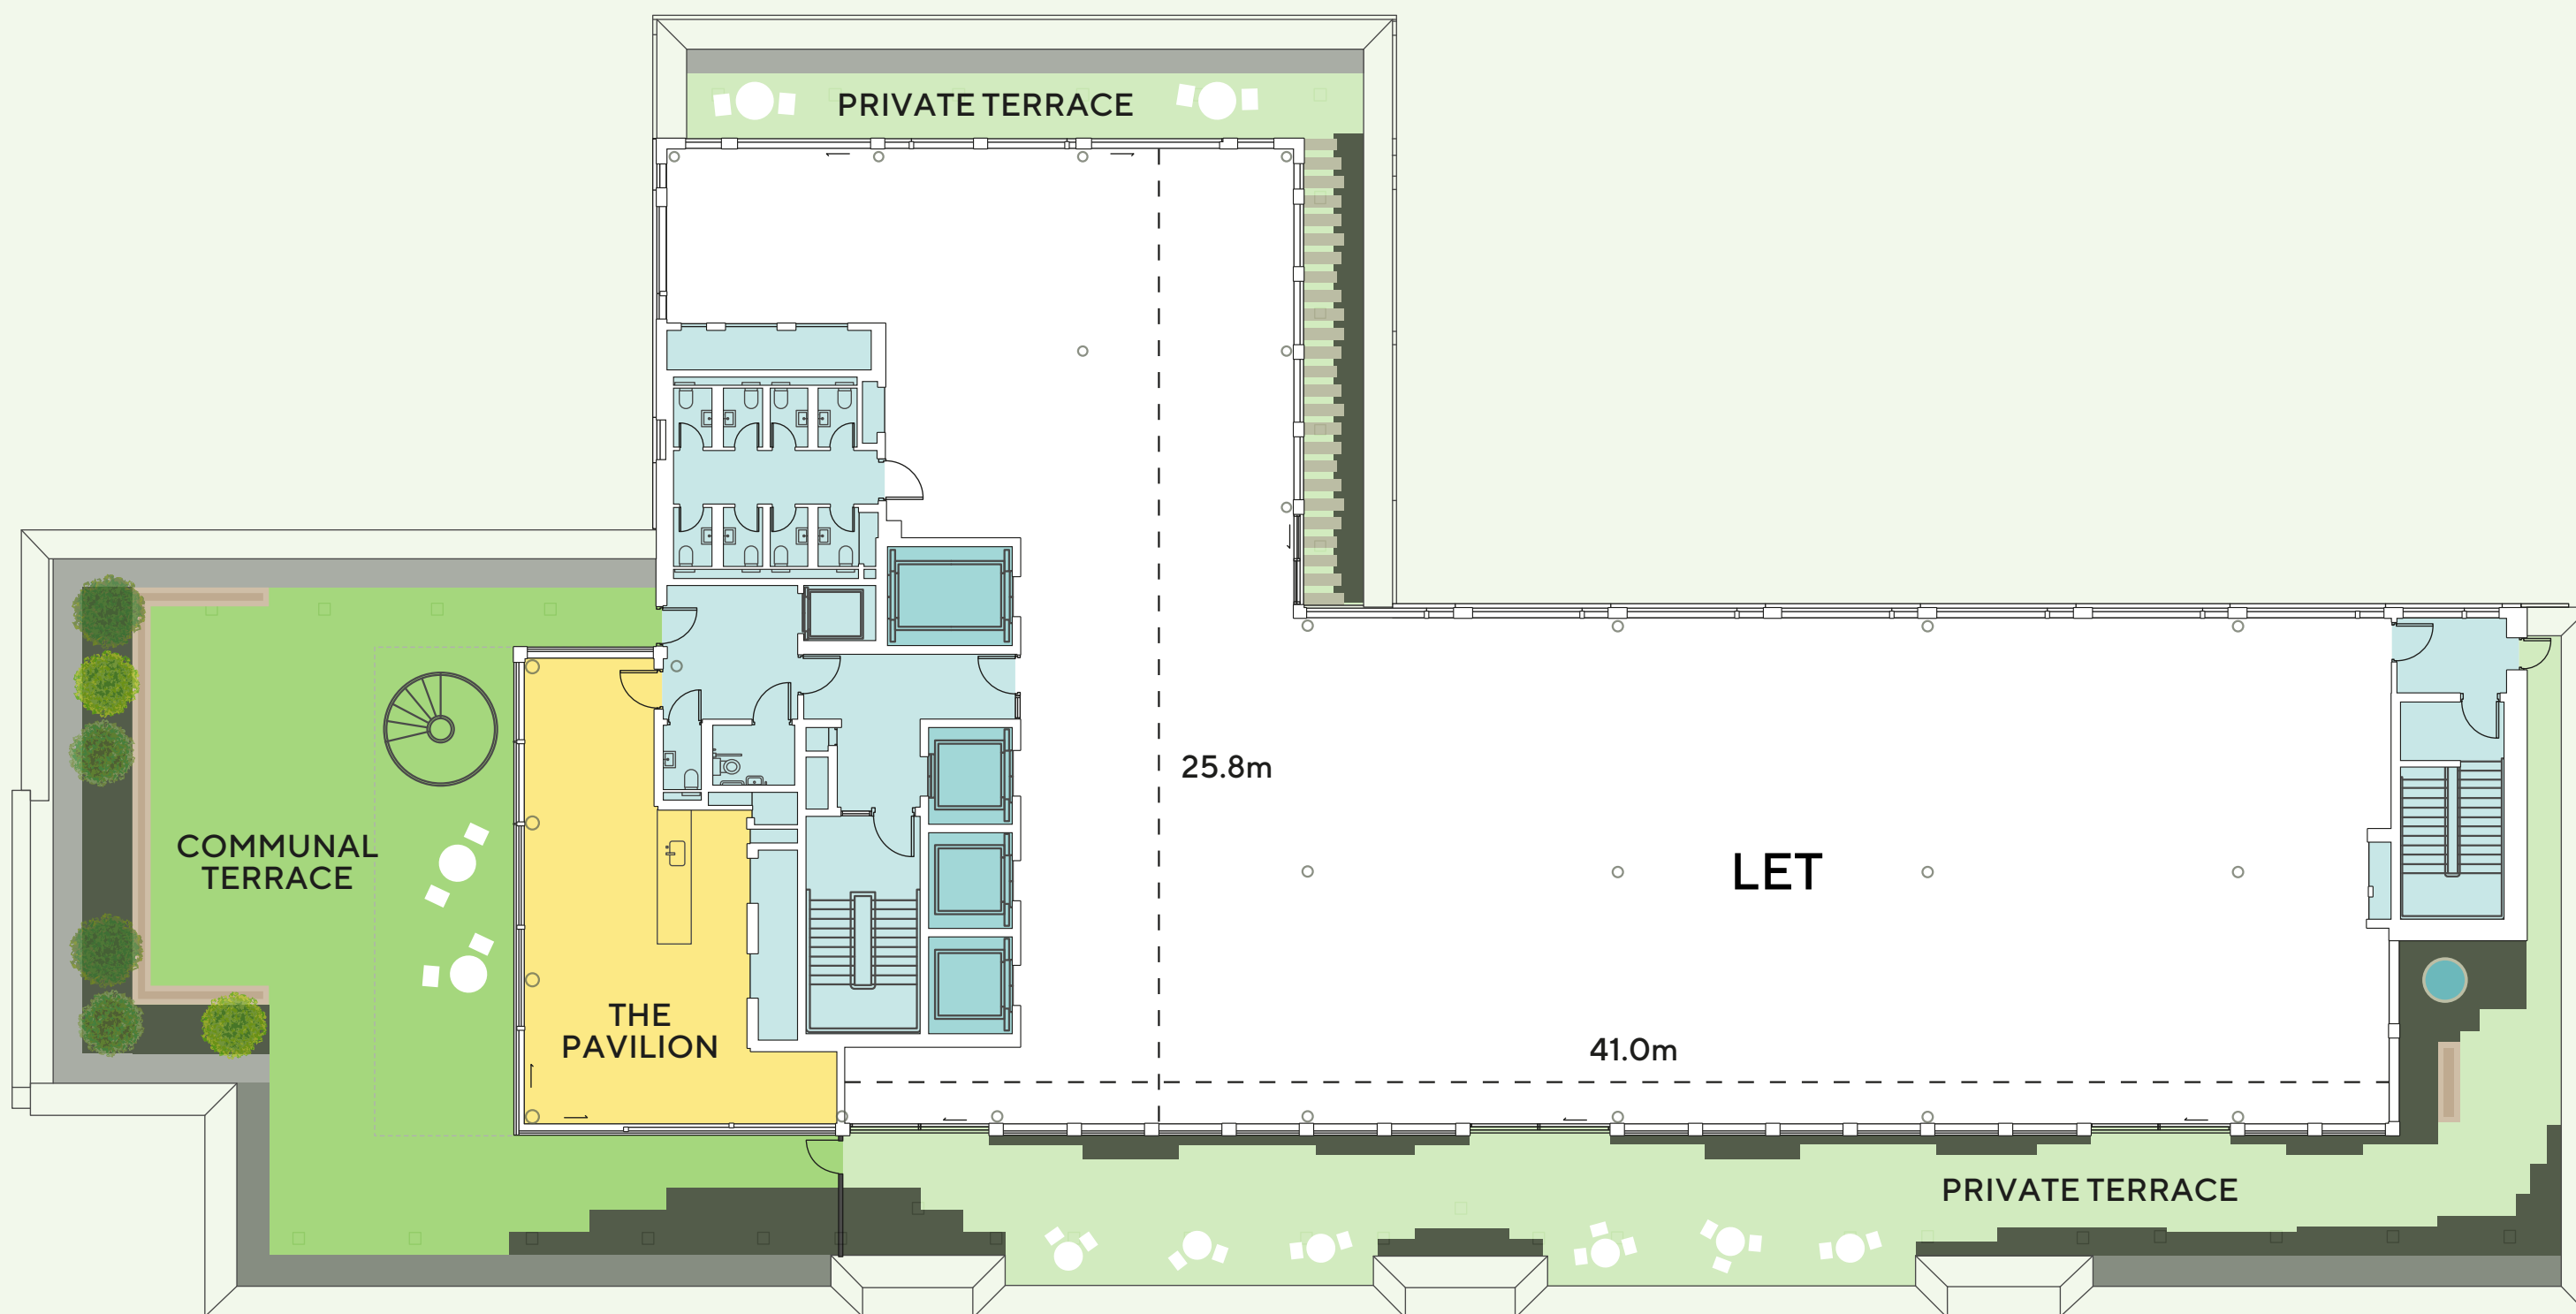 PRIVATE TERRACE
25.8m
COMMUNAL
TERRACE
LET
THE
PAVILION
41.0m
PRIVATE TERRACE